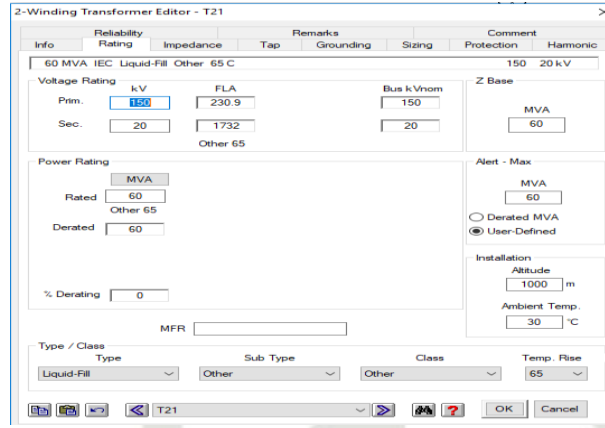 2-Winding Transformer Editor - T21
Reliability Remarks Comment
Info Rating Impedance Tap Grounding Sizing Protection Harmonic
60 MVA IEC Liquid-Fill Other 65 C 150 20 kV
Voltage Rating
kV FLA Bus kVnom
Prim. 150 230.9 150
Sec. 20 1732 20
Other 65
Z Base
MVA
60
Power Rating
MVA
Rated 60
Other 65
Derated 60
% Derating 0
Alert - Max
MVA
60
Derated MVA
User-Defined
Installation
Altitude
1000 m
Ambient Temp.
30 °C
MFR
Type / Class
Type Sub Type Class Temp. Rise
Liquid-Fill Other Other 65
T21 ? OK Cancel